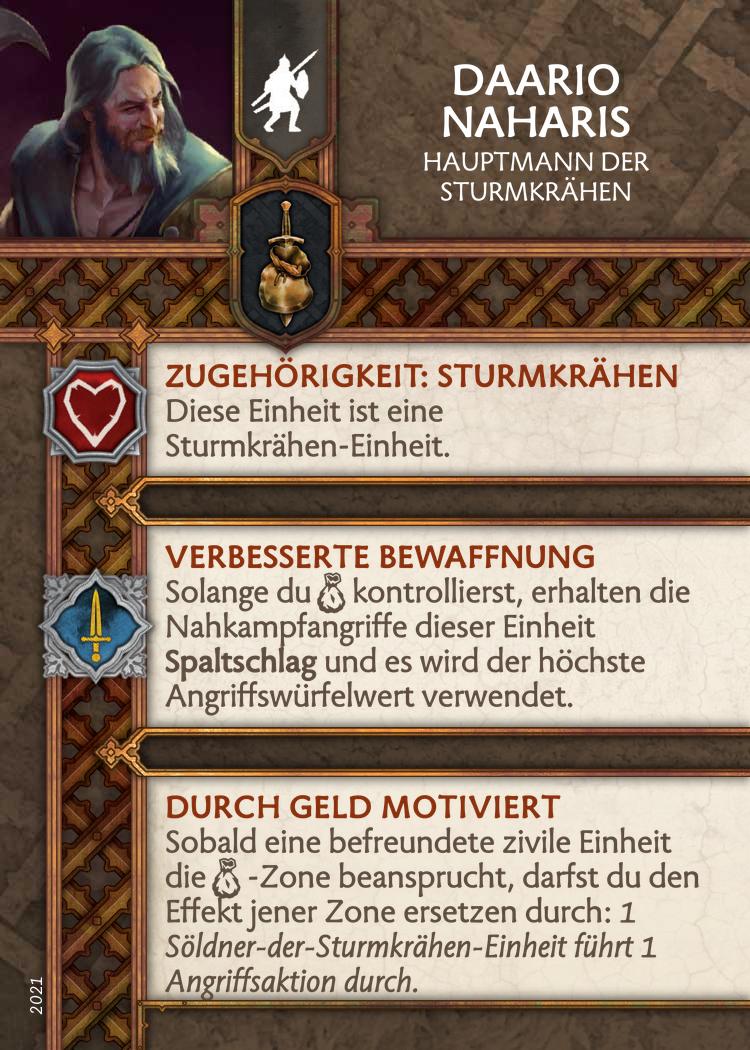 DAARIO
NAHARIS
HAUPTMANN DER
STURMKRÄHEN
ZUGEHÖRIGKEIT: STURMKRÄHEN
Diese Einheit ist eine
Sturmkrähen-Einheit.
VERBESSERTE BEWAFFNUNG
Solange du kontrollierst, erhalten die
Nahkampfangriffe dieser Einheit
Spaltschlag und es wird der höchste
Angriffswürfelwert verwendet.
DURCH GELD MOTIVIERT
Sobald eine befreundete zivile Einheit
die -Zone beansprucht, darfst du den
Effekt jener Zone ersetzen durch: 1
Söldner-der-Sturmkrähen-Einheit führt 1
Angriffsaktion durch.
2021